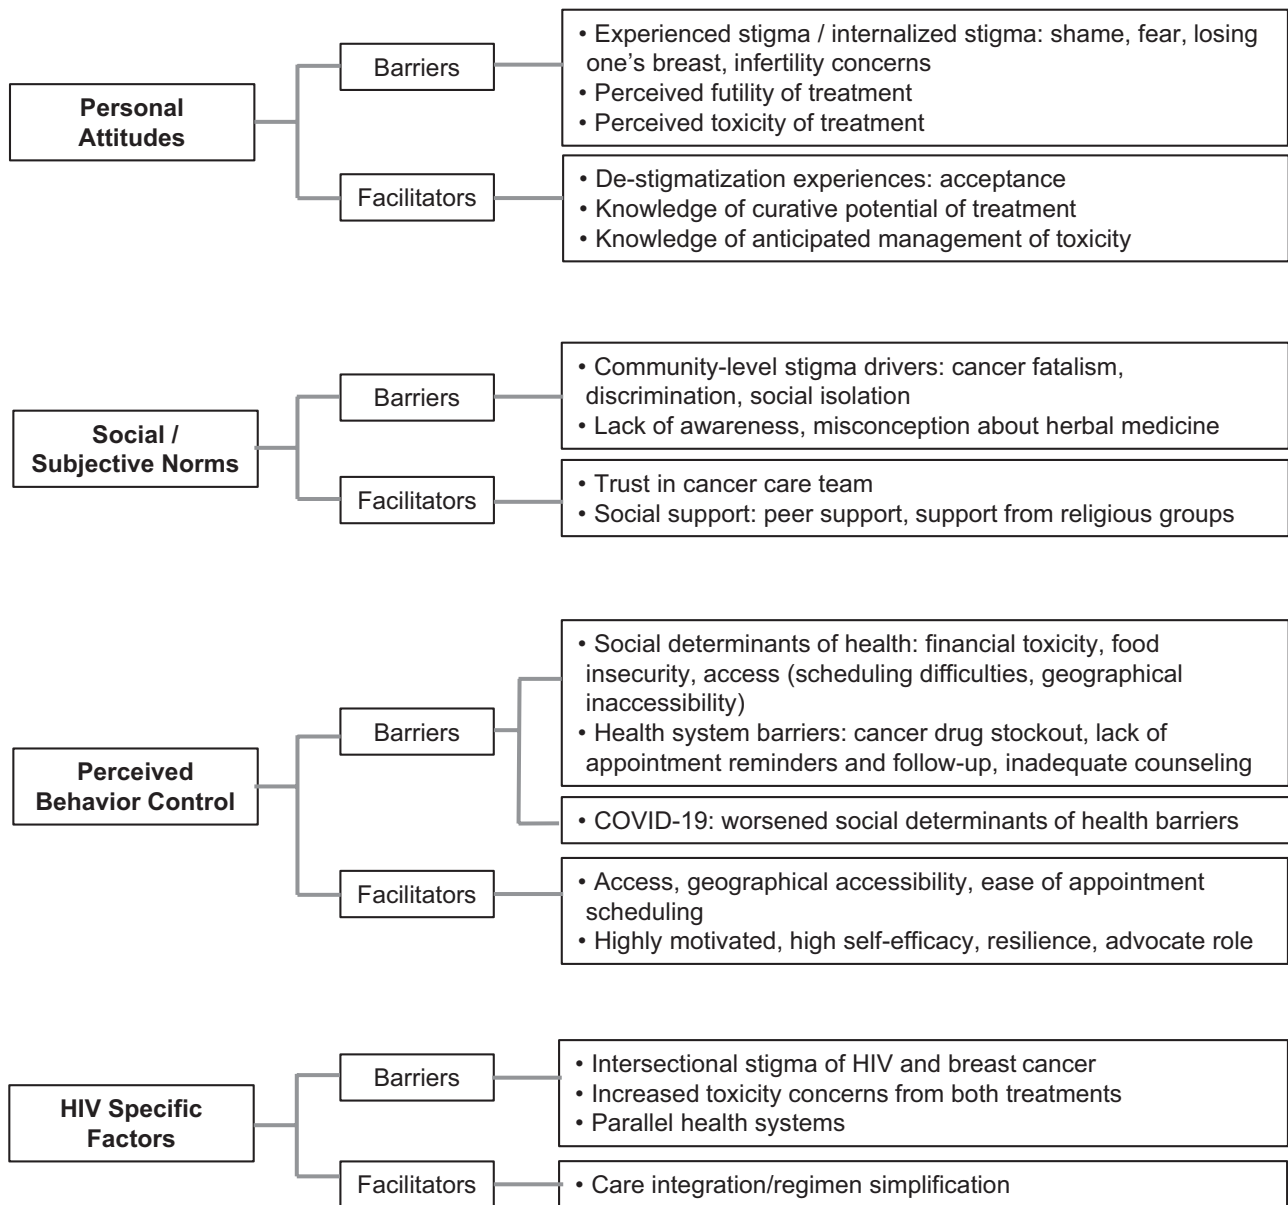 Personal
Attitudes
Barriers
• Experienced stigma / internalized stigma: shame, fear, losing
one’s breast, infertility concerns
• Perceived futility of treatment
• Perceived toxicity of treatment
Facilitators
• De-stigmatization experiences: acceptance
• Knowledge of curative potential of treatment
• Knowledge of anticipated management of toxicity
Social /
Subjective Norms
Barriers
• Community-level stigma drivers: cancer fatalism,
discrimination, social isolation
• Lack of awareness, misconception about herbal medicine
Facilitators
• Trust in cancer care team
• Social support: peer support, support from religious groups
Perceived
Behavior Control
Barriers
• Social determinants of health: financial toxicity, food
insecurity, access (scheduling difficulties, geographical
inaccessibility)
• Health system barriers: cancer drug stockout, lack of
appointment reminders and follow-up, inadequate counseling
• COVID-19: worsened social determinants of health barriers
Facilitators
• Access, geographical accessibility, ease of appointment
scheduling
• Highly motivated, high self-efficacy, resilience, advocate role
HIV Specific
Factors
Barriers
• Intersectional stigma of HIV and breast cancer
• Increased toxicity concerns from both treatments
• Parallel health systems
Facilitators
• Care integration/regimen simplification